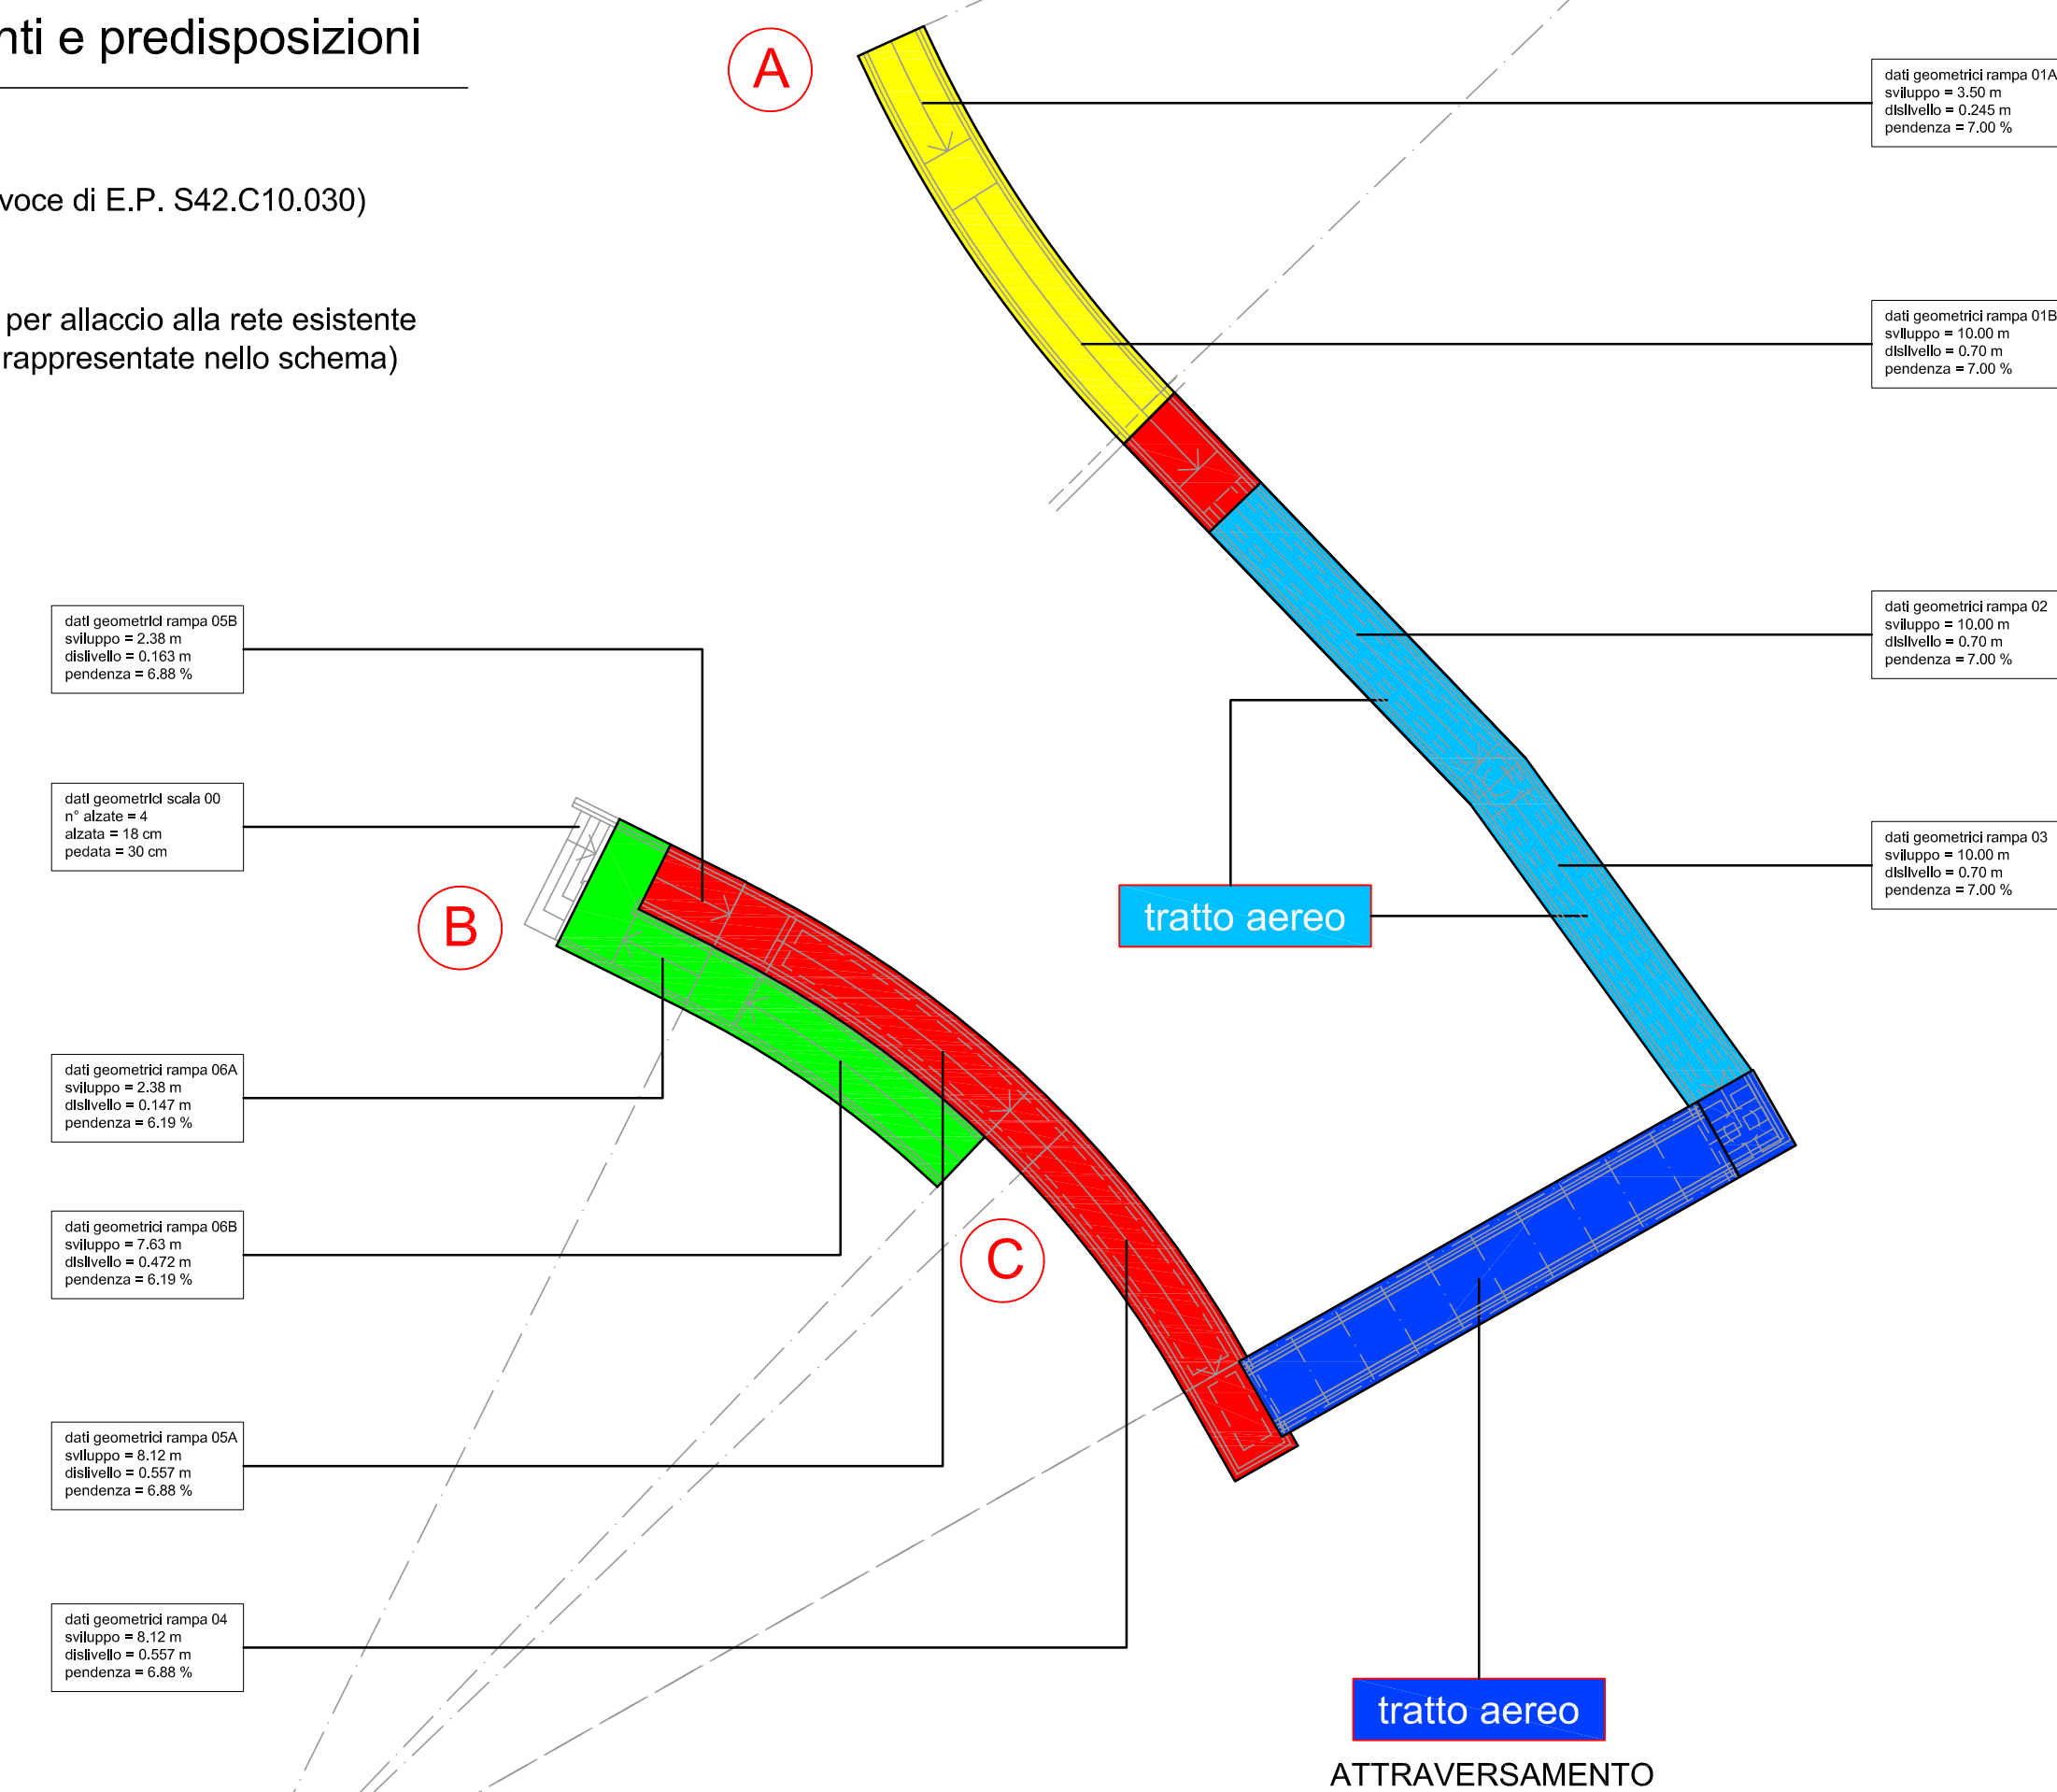 nti e predisposizioni
voce di E.P. S42.C10.030)
per allaccio alla rete esistente
rappresentate nello schema)
A
dati geometrici rampa 01A
sviluppo = 3.50 m
dislivello = 0.245 m
pendenza = 7.00 %
dati geometrici rampa 01B
sviluppo = 10.00 m
dislivello = 0.70 m
pendenza = 7.00 %
dati geometrici rampa 02
sviluppo = 10.00 m
dislivello = 0.70 m
pendenza = 7.00 %
dati geometrici rampa 03
sviluppo = 10.00 m
dislivello = 0.70 m
pendenza = 7.00 %
tratto aereo
dati geometrici rampa 05B
sviluppo = 2.38 m
dislivello = 0.163 m
pendenza = 6.88 %
dati geometrici scala 00
n° alzate = 4
alzata = 18 cm
pedata = 30 cm
B
dati geometrici rampa 06A
sviluppo = 2.38 m
dislivello = 0.147 m
pendenza = 6.19 %
dati geometrici rampa 06B
sviluppo = 7.63 m
dislivello = 0.472 m
pendenza = 6.19 %
C
dati geometrici rampa 05A
sviluppo = 8.12 m
dislivello = 0.557 m
pendenza = 6.88 %
dati geometrici rampa 04
sviluppo = 8.12 m
dislivello = 0.557 m
pendenza = 6.88 %
tratto aereo
ATTRAVERSAMENTO